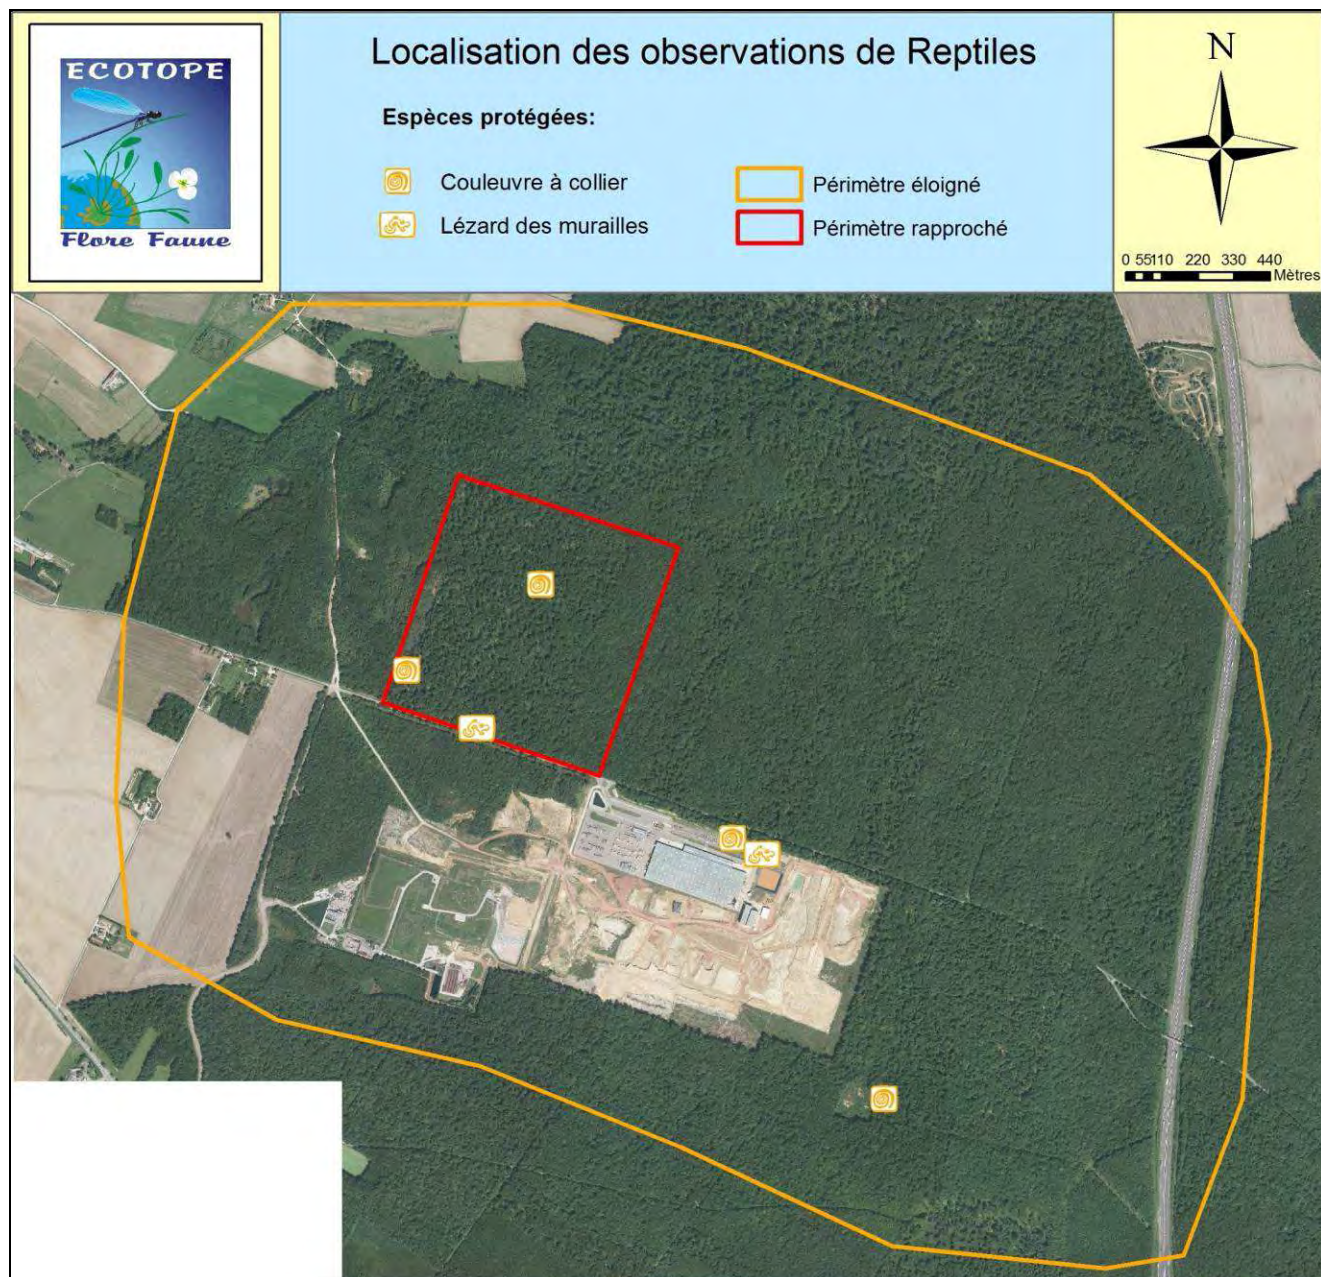 ECOTOPE
Flore Faune
Localisation des observations de Reptiles
Espèces protégées:
Couleuvre à collier
Périmètre éloigné
Lézard des murailles
Périmètre rapproché
N
0 55110 220 330 440
Mètres